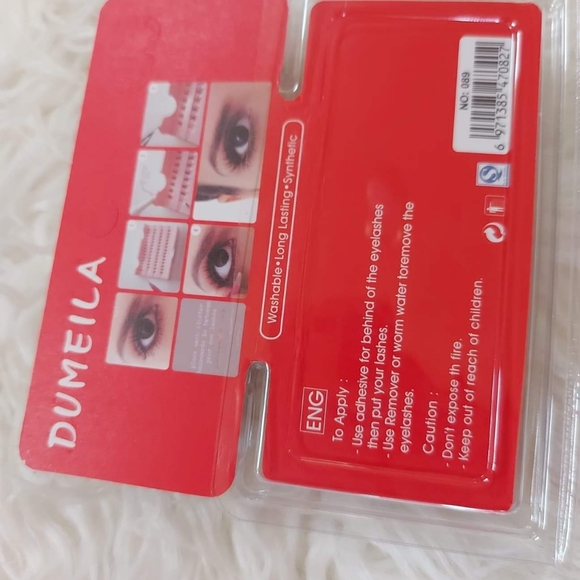 DUMEILA
Washable•Long Lasting•Synthetic
ENG
To Apply :
- Use adhesive for behind of the eyelashes
then put your lashes.
- Use Remover or worm water toremove the
eyelashes.
Caution :
- Don't expose th fire.
- Keep out of reach of children.
NO: 089
6 971385 470827